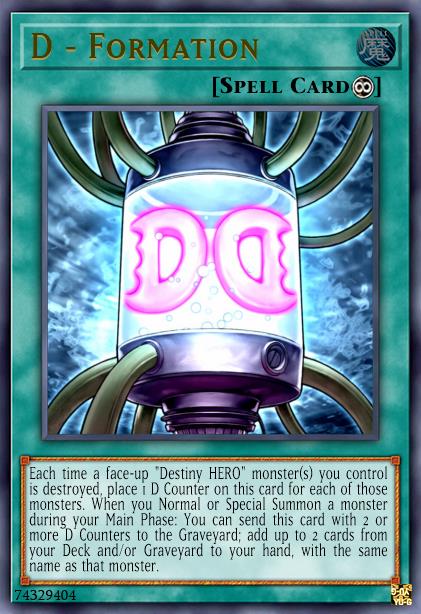 D - Formation
魔
[Spell Card♾]
D D
Each time a face-up "Destiny HERO" monster(s) you control
is destroyed, place 1 D Counter on this card for each of those
monsters. When you Normal or Special Summon a monster
during your Main Phase: You can send this card with 2 or
more D Counters to the Graveyard; add up to 2 cards from
your Deck and/or Graveyard to your hand, with the same
name as that monster.
74329404